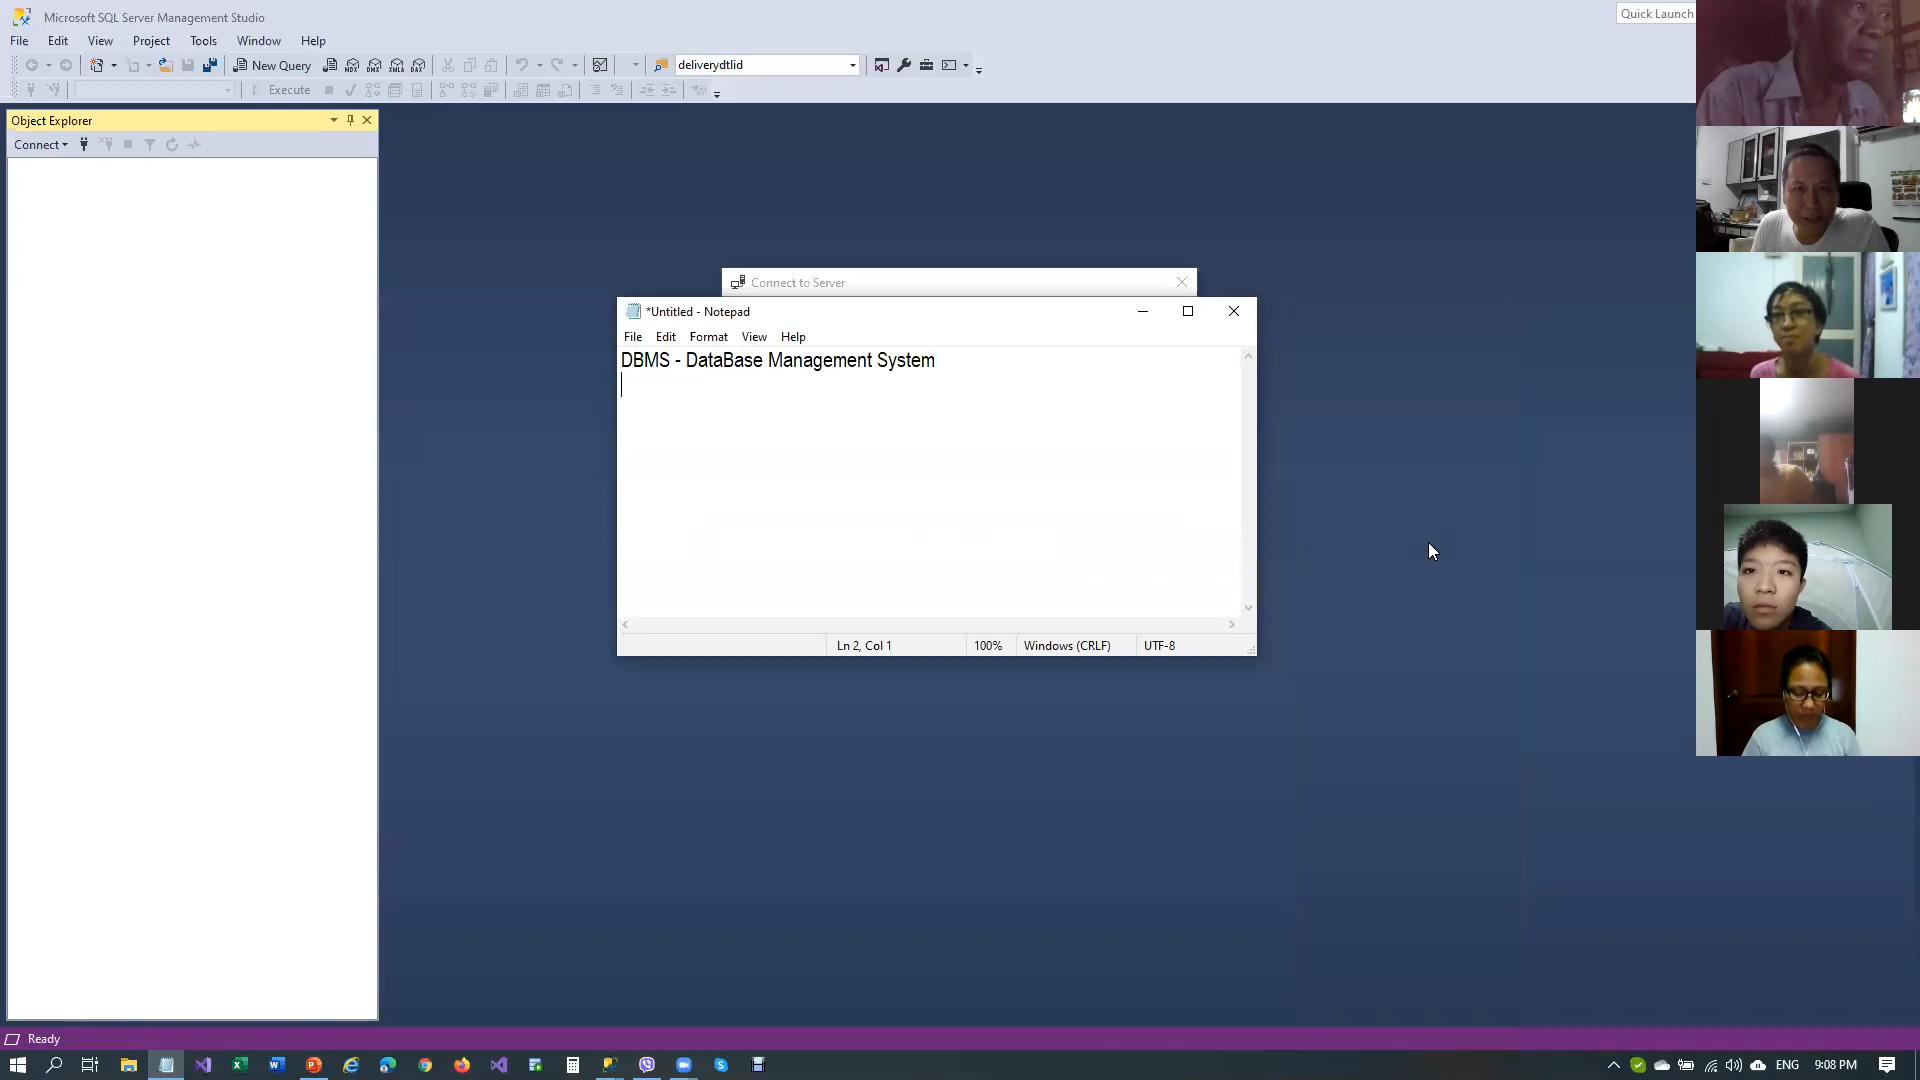 Microsoft SQL Server Management Studio
Quick Launch
File Edit View Project Tools Window Help
New Query
deliverydtlid
Execute
Object Explorer
Connect
Connect to Server
*Untitled - Notepad
File Edit Format View Help
DBMS - DataBase Management System
Ln 2, Col 1
100%
Windows (CRLF)
UTF-8
Ready
ENG
9:08 PM